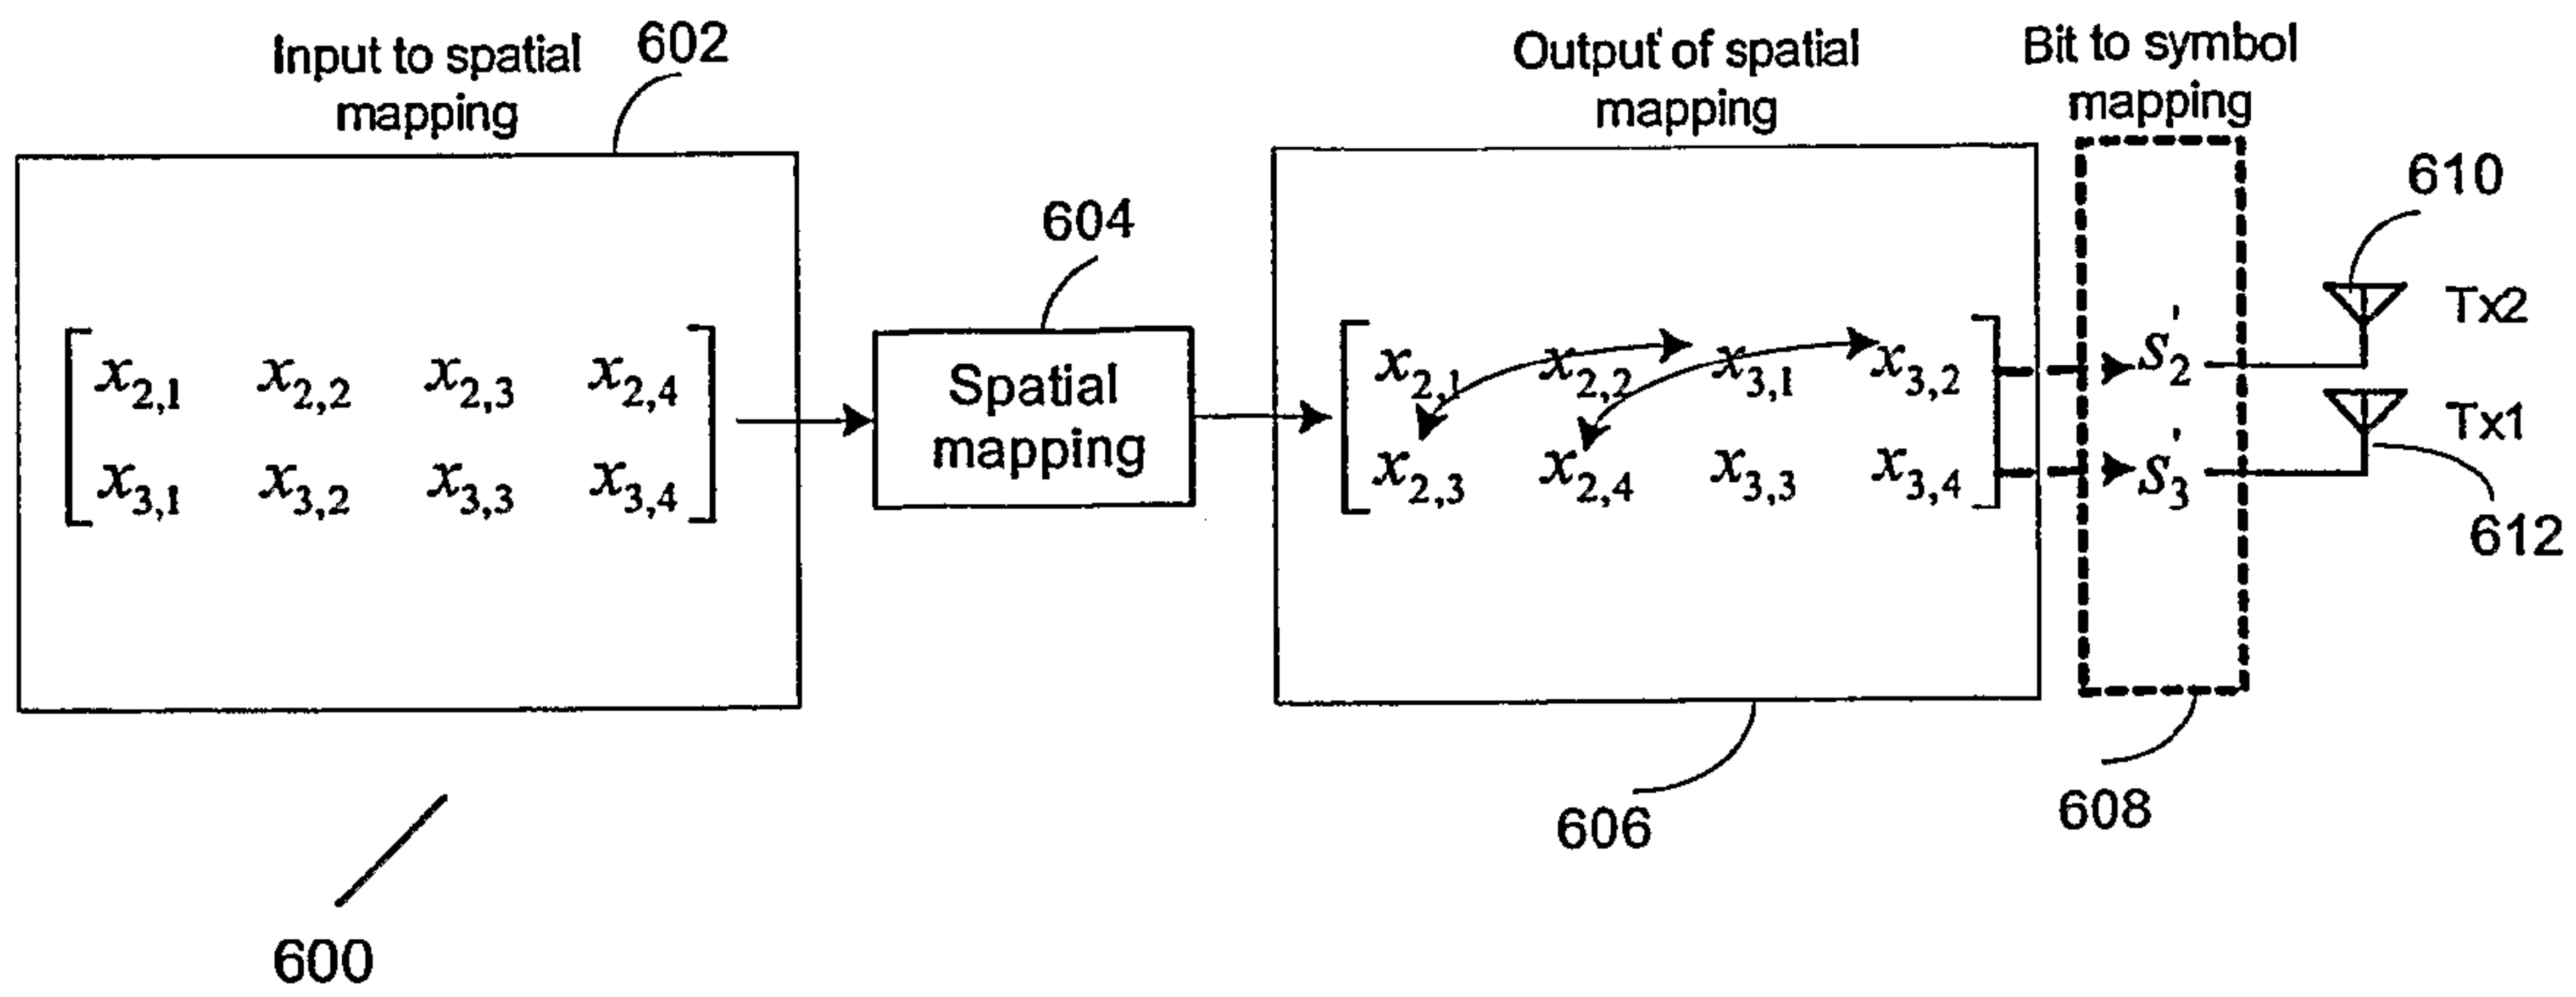 Input to spatial
mapping
602
Output of spatial
mapping
Bit to symbol
mapping
604
610
x2,1 x2,2 x2,3 x2,4
x3,1 x3,2 x3,3 x3,4
Spatial
mapping
x2,1 x2,2 x3,1 x3,2
x2,3 x2,4 x3,3 x3,4
s'2
s'3
Tx2
Tx1
612
606
608
600